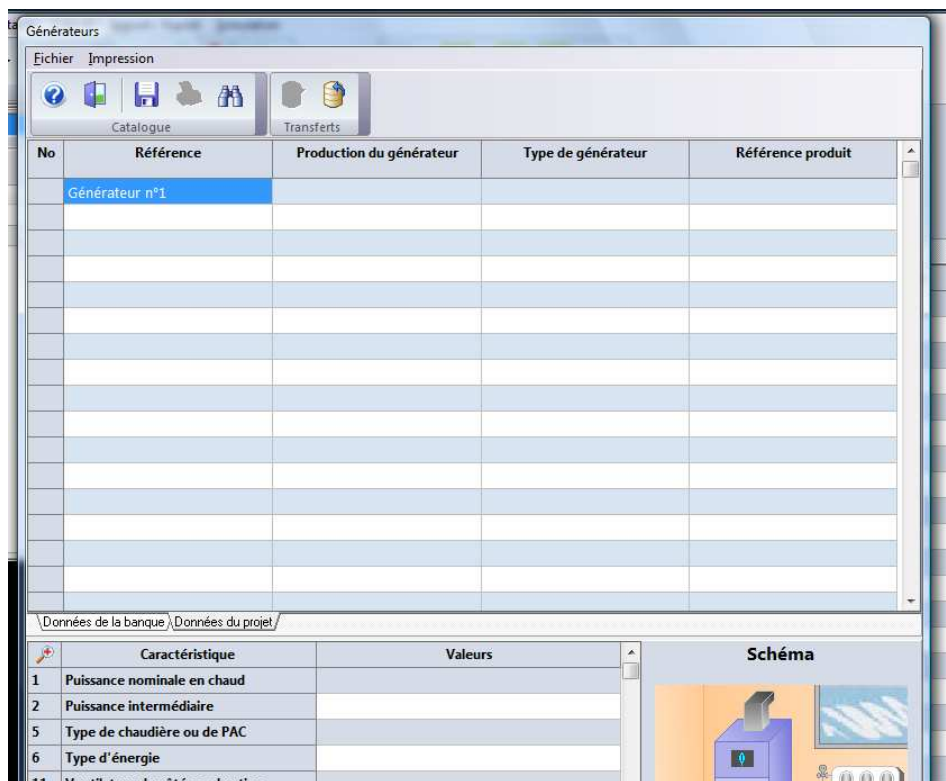 Générateurs
Fichier Impression
Catalogue Transferts
No Référence Production du générateur Type de générateur Référence produit
Générateur n°1
Données de la banque Données du projet
Caractéristique Valeurs Schéma
1 Puissance nominale en chaud
2 Puissance intermédiaire
5 Type de chaudière ou de PAC
6 Type d'énergie